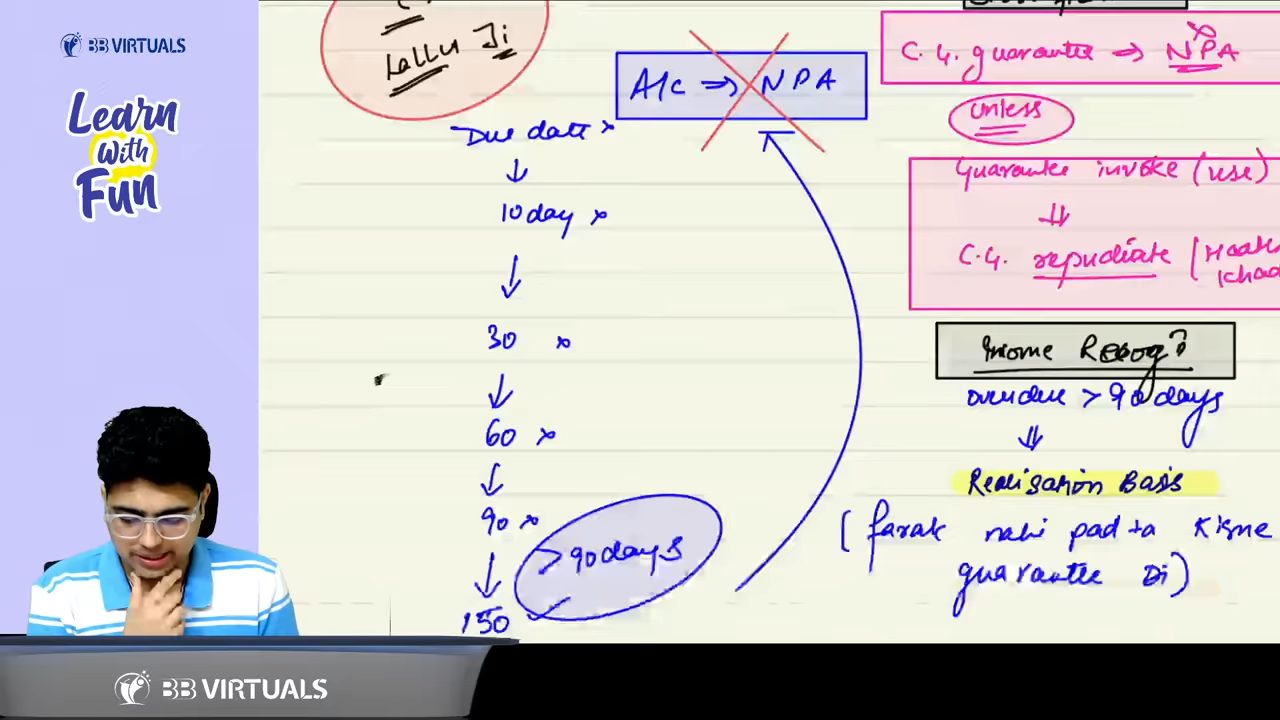 BB VIRTUALS
Learn
With
Fun
Lallu Ji
A/c ⇒ NPA
Due date ×
↓
10 day ×
↓
30 ×
↓
60 ×
↓
90 ×
↓
> 90 days
150
C.G. guarantee ⇒ NPA
unless
Guarantee invoke (use)
⇓
C.G. repudiate (
Income Recog?
overdue > 90 days
⇓
Realisation Basis
( farak nahi padta Kisne
guarantee Di )
BB VIRTUALS